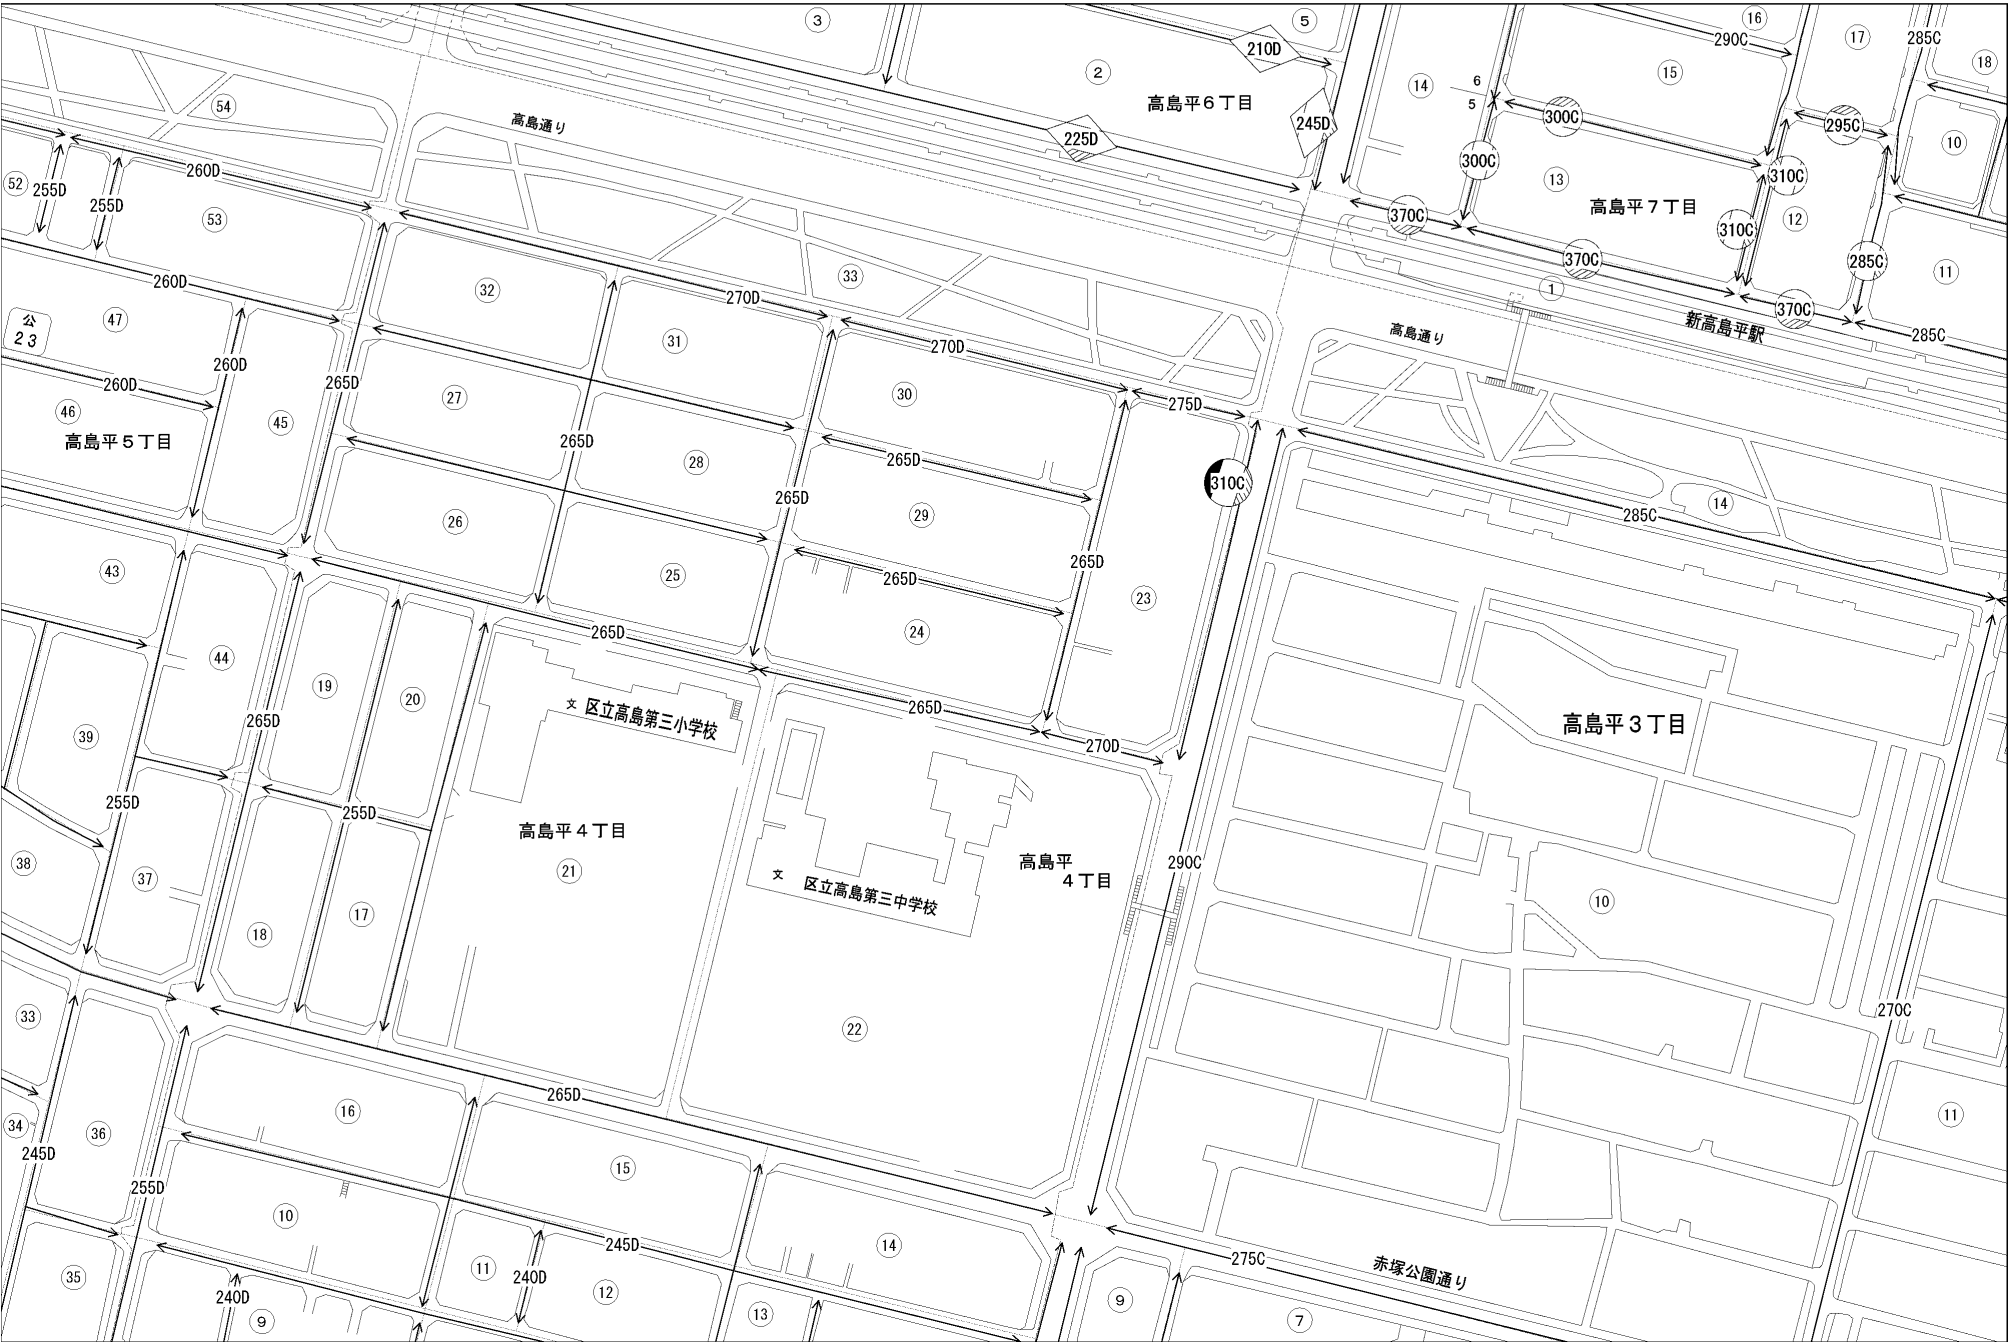 3
5
16
17
290C
285C
18
210D
2
15
14
6
5
高島平６丁目
54
高島通り
300C
245D
295C
225D
10
300C
310C
13
260D
52
255D
255D
53
高島平７丁目
370C
12
310C
370C
285C
11
33
260D
32
270D
1
370C
新高島平駅
285C
公
23
47
31
270D
高島通り
260D
260D
265D
27
30
275D
46
高島平５丁目
45
265D
28
265D
310C
265D
26
29
14
285C
43
25
265D
265D
23
24
265D
44
19
20
文 区立高島第三小学校
265D
265D
高島平３丁目
39
270D
255D
255D
高島平４丁目
38
37
21
高島平
４丁目
290C
文 区立高島第三中学校
10
17
18
33
22
270C
265D
16
34
36
11
245D
15
255D
10
14
245D
275C
赤塚公園通り
35
11
240D
12
240D
9
13
9
7